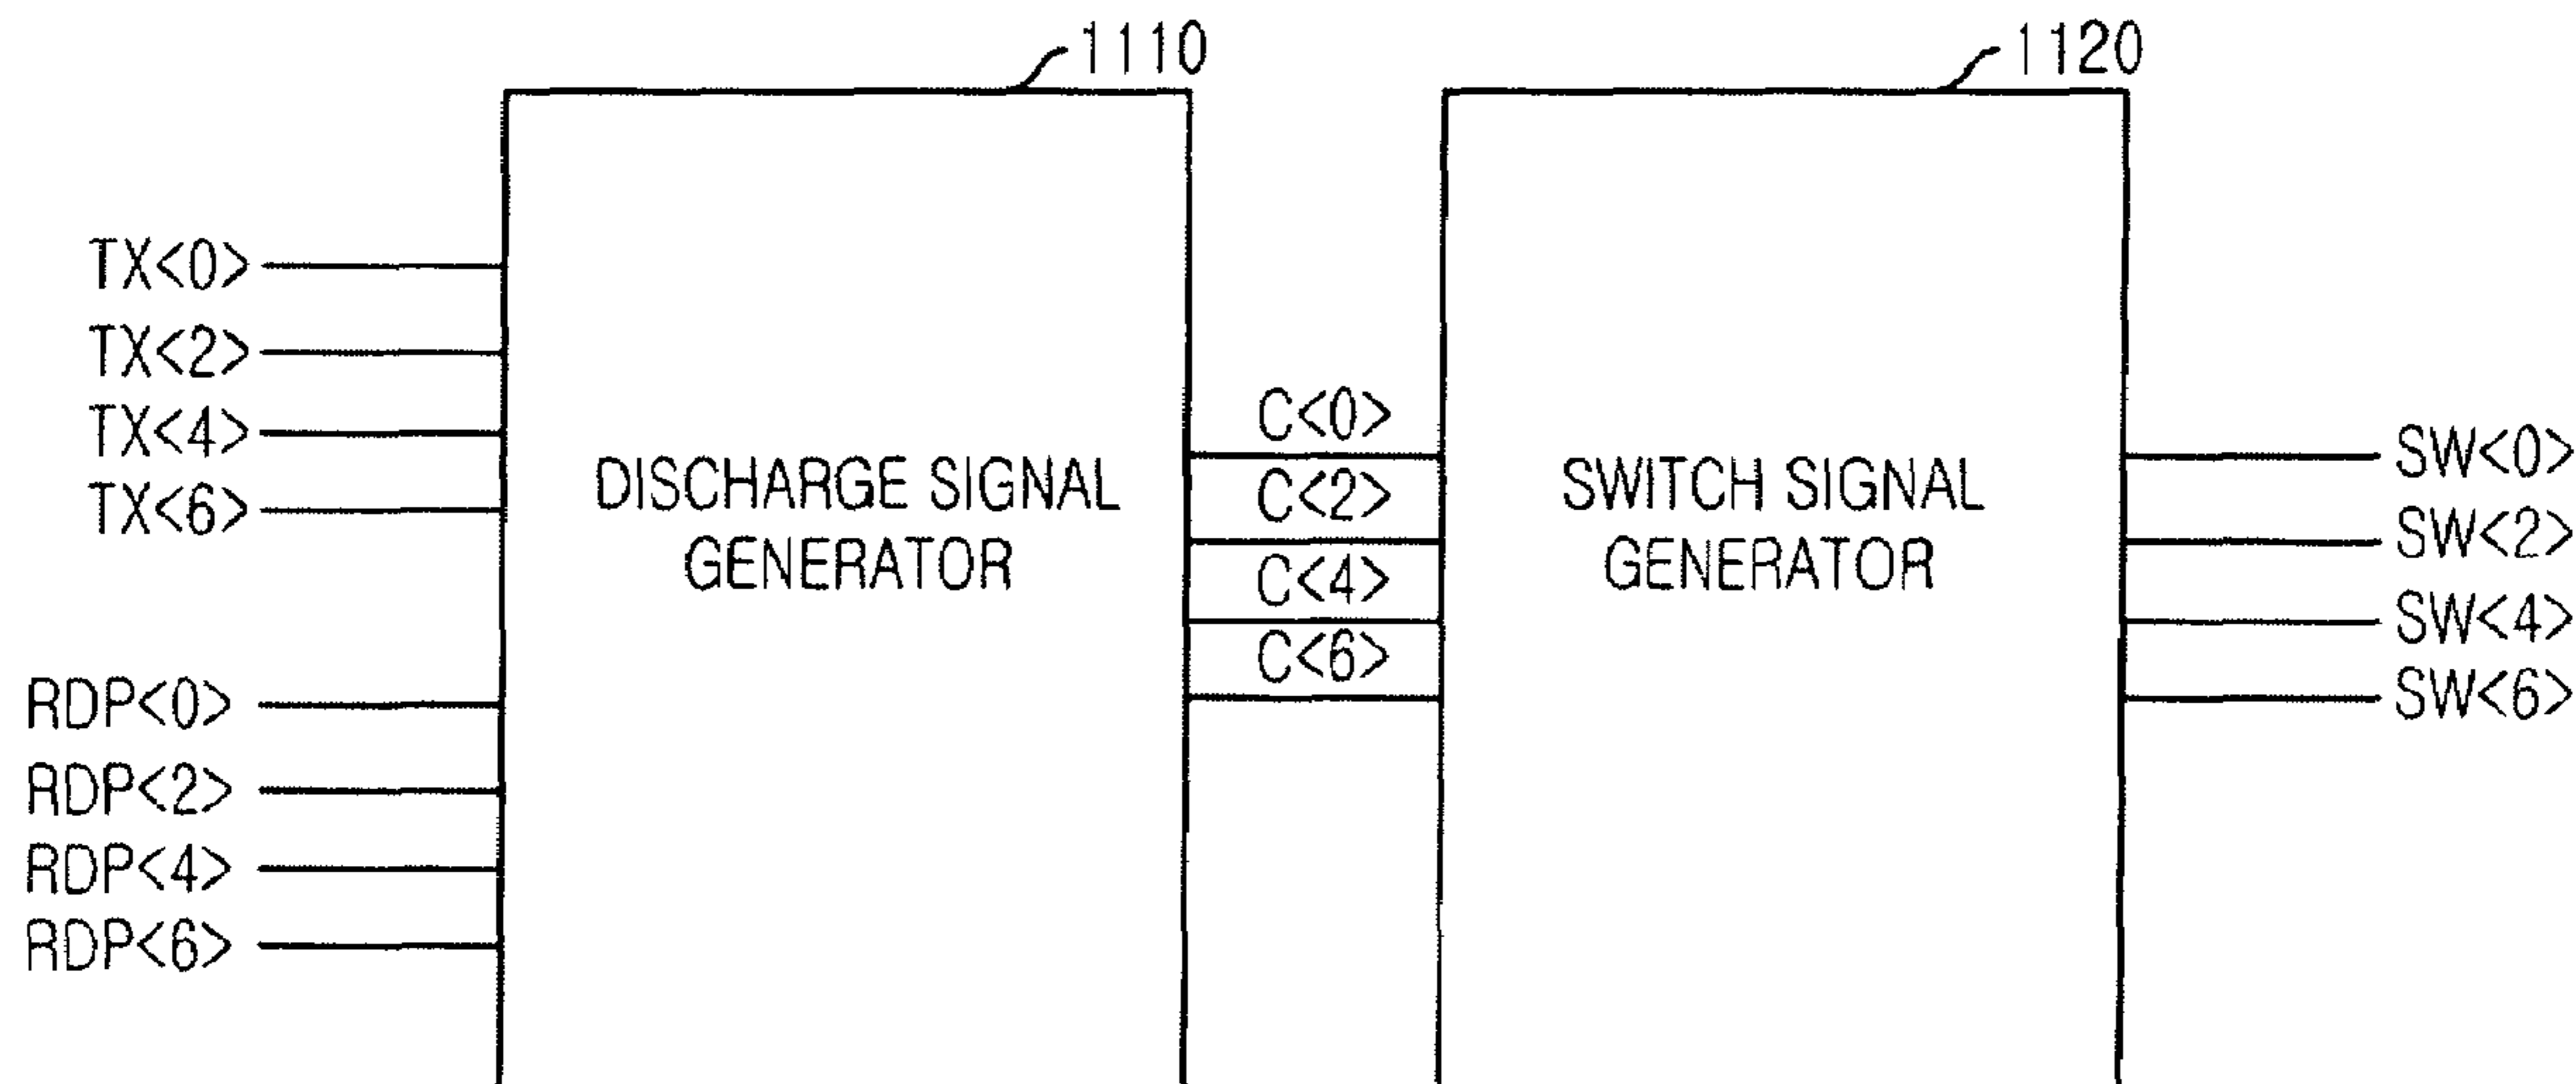 1110
1120
TX<0>
TX<2>
TX<4>
TX<6>
RDP<0>
RDP<2>
RDP<4>
RDP<6>
DISCHARGE SIGNAL
GENERATOR
C<0>
C<2>
C<4>
C<6>
SWITCH SIGNAL
GENERATOR
SW<0>
SW<2>
SW<4>
SW<6>